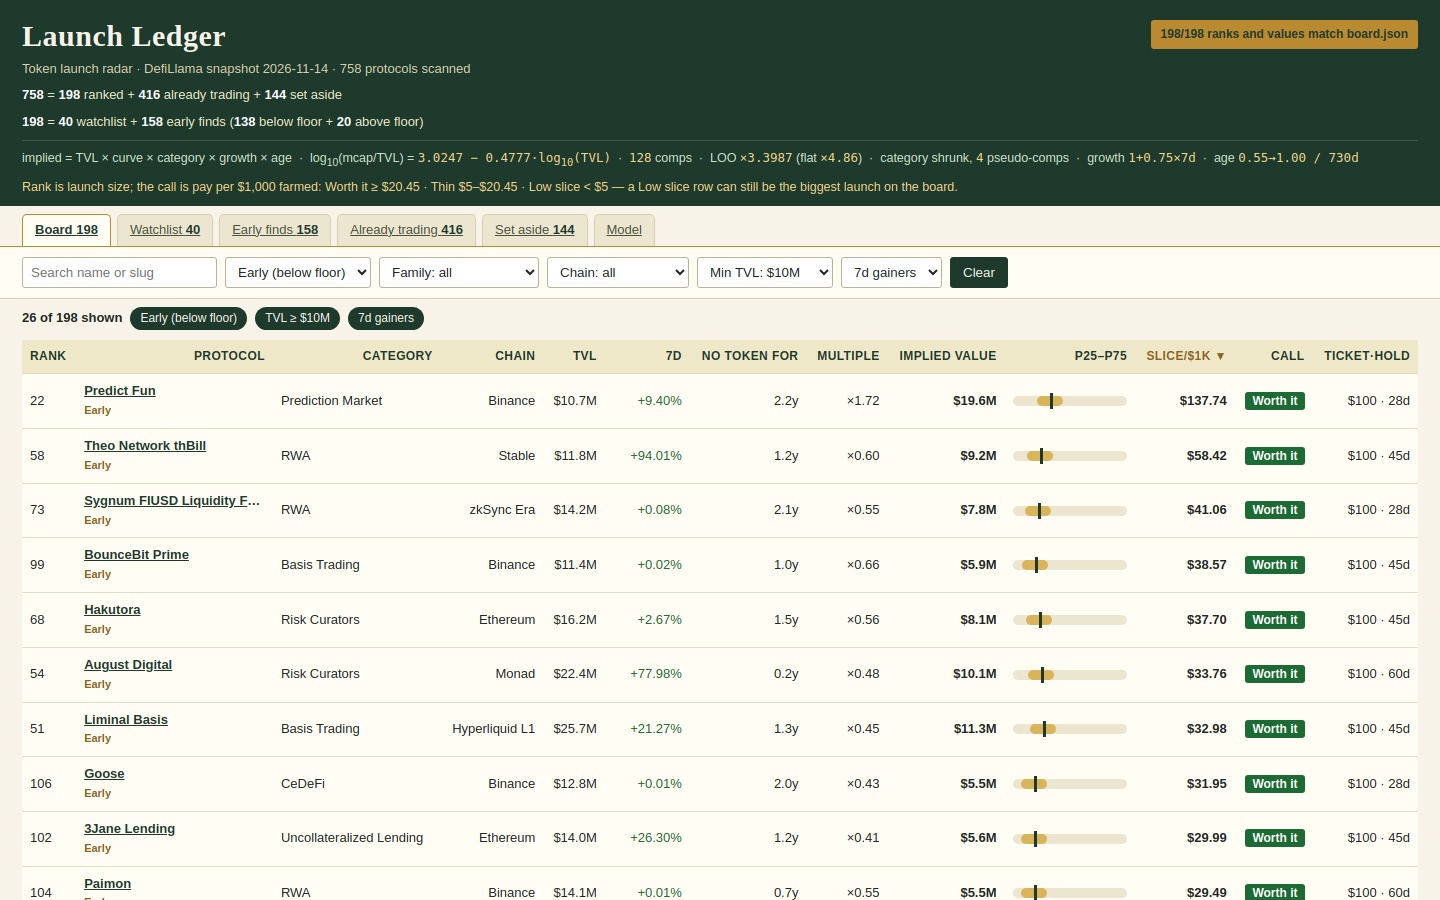 Launch Ledger
198/198 ranks and values match board.json
Token launch radar · DefiLlama snapshot 2026-11-14 · 758 protocols scanned
758 = 198 ranked + 416 already trading + 144 set aside
198 = 40 watchlist + 158 early finds (138 below floor + 20 above floor)
implied = TVL × curve × category × growth × age · log10(mcap/TVL) = 3.0247 − 0.4777·log10(TVL) · 128 comps · LOO ×3.3987 (flat ×4.86) · category shrunk, 4 pseudo-comps · growth 1+0.75×7d · age 0.55→1.00 / 730d
Rank is launch size; the call is pay per $1,000 farmed: Worth it ≥ $20.45 · Thin $5–$20.45 · Low slice < $5 — a Low slice row can still be the biggest launch on the board.
Board 198 Watchlist 40 Early finds 158 Already trading 416 Set aside 144 Model
Search name or slug Early (below floor) Family: all Chain: all Min TVL: $10M 7d gainers Clear
26 of 198 shown Early (below floor) TVL ≥ $10M 7d gainers
RANK PROTOCOL CATEGORY CHAIN TVL 7D NO TOKEN FOR MULTIPLE IMPLIED VALUE P25–P75 SLICE/$1K ▼ CALL TICKET·HOLD
22 Predict Fun Prediction Market Binance $10.7M +9.40% 2.2y ×1.72 $19.6M $137.74 Worth it $100 · 28d
Early
58 Theo Network thBill RWA Stable $11.8M +94.01% 1.2y ×0.60 $9.2M $58.42 Worth it $100 · 45d
Early
73 Sygnum FIUSD Liquidity F… RWA zkSync Era $14.2M +0.08% 2.1y ×0.55 $7.8M $41.06 Worth it $100 · 28d
Early
99 BounceBit Prime Basis Trading Binance $11.4M +0.02% 1.0y ×0.66 $5.9M $38.57 Worth it $100 · 45d
Early
68 Hakutora Risk Curators Ethereum $16.2M +2.67% 1.5y ×0.56 $8.1M $37.70 Worth it $100 · 45d
Early
54 August Digital Risk Curators Monad $22.4M +77.98% 0.2y ×0.48 $10.1M $33.76 Worth it $100 · 60d
Early
51 Liminal Basis Basis Trading Hyperliquid L1 $25.7M +21.27% 1.3y ×0.45 $11.3M $32.98 Worth it $100 · 45d
Early
106 Goose CeDeFi Binance $12.8M +0.01% 2.0y ×0.43 $5.5M $31.95 Worth it $100 · 28d
Early
102 3Jane Lending Uncollateralized Lending Ethereum $14.0M +26.30% 1.2y ×0.41 $5.6M $29.99 Worth it $100 · 45d
Early
104 Paimon RWA Binance $14.1M +0.01% 0.7y ×0.55 $5.5M $29.49 Worth it $100 · 60d